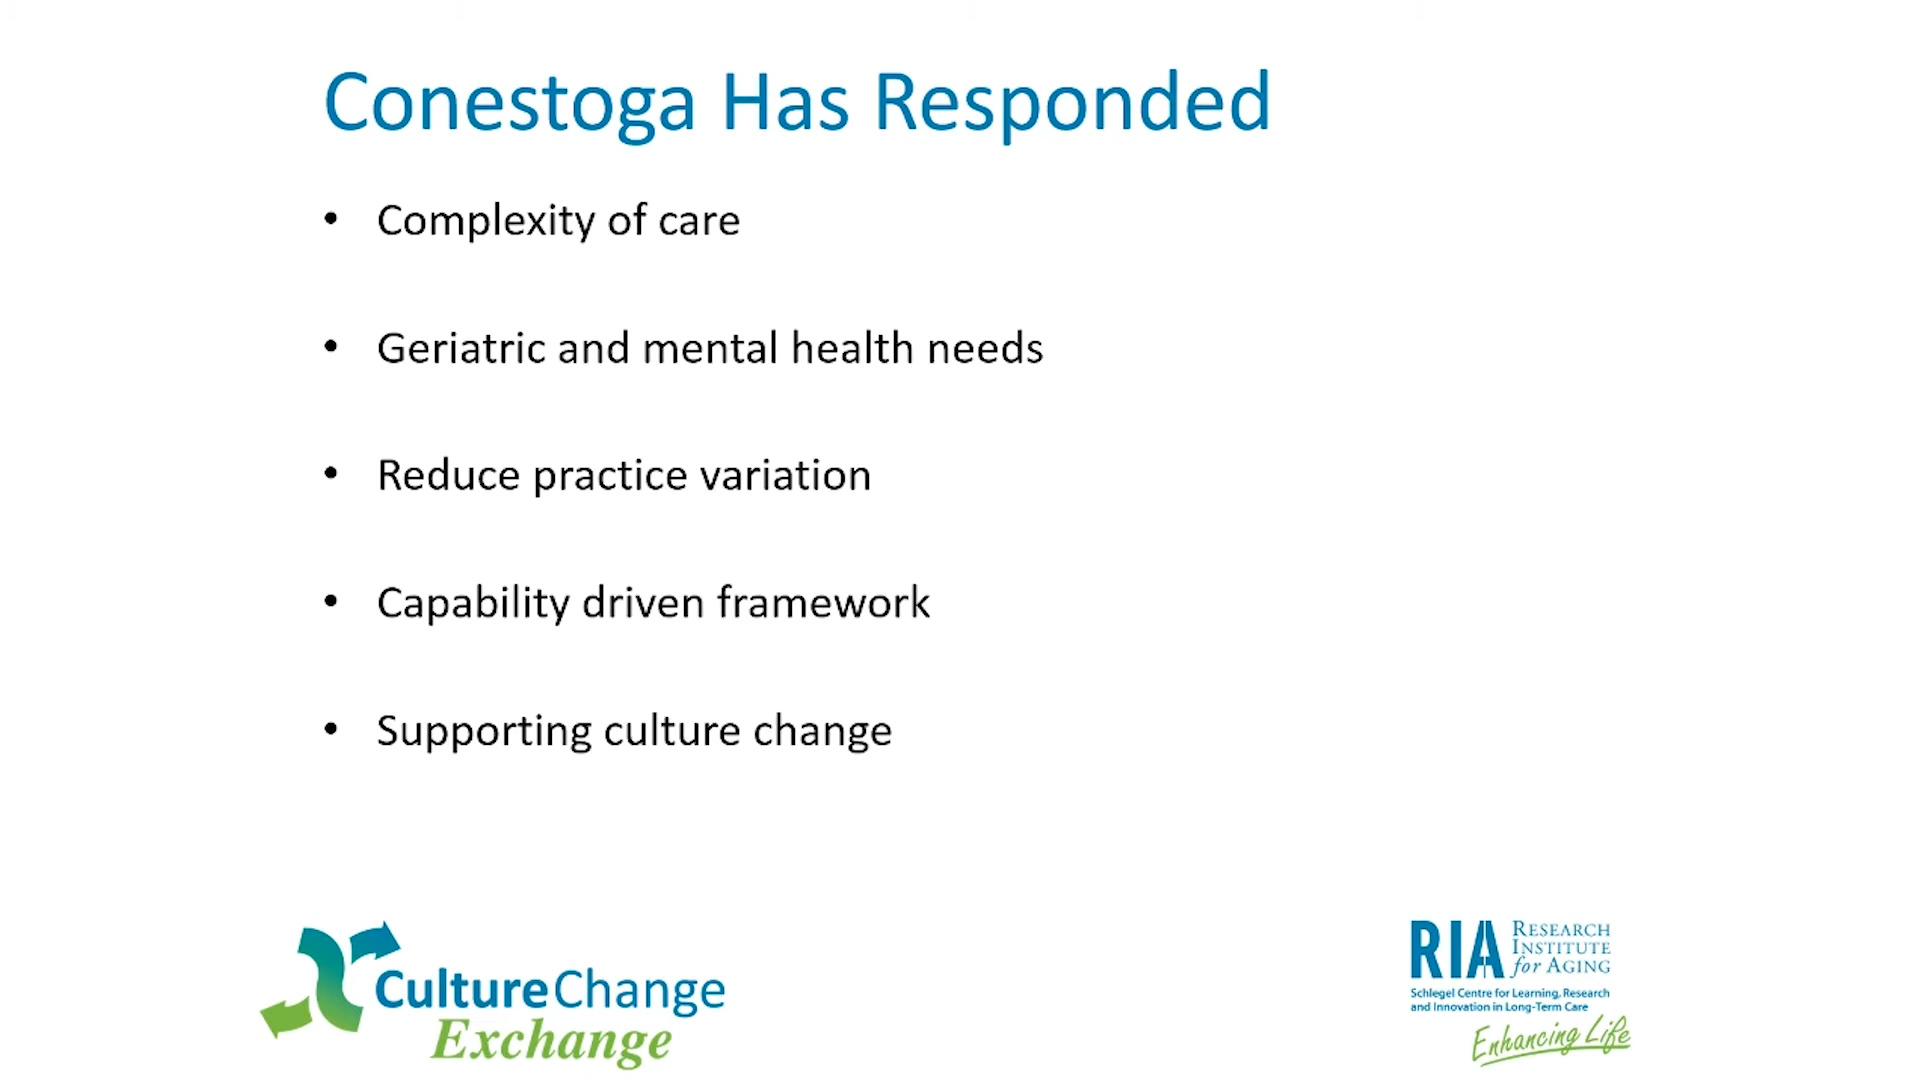 Conestoga Has Responded
• Complexity of care
• Geriatric and mental health needs
• Reduce practice variation
• Capability driven framework
• Supporting culture change
CultureChange
Exchange
RIA
RESEARCH
INSTITUTE
for AGING
Schlegel Centre for Learning, Research
and Innovation in Long-Term Care
Enhancing Life